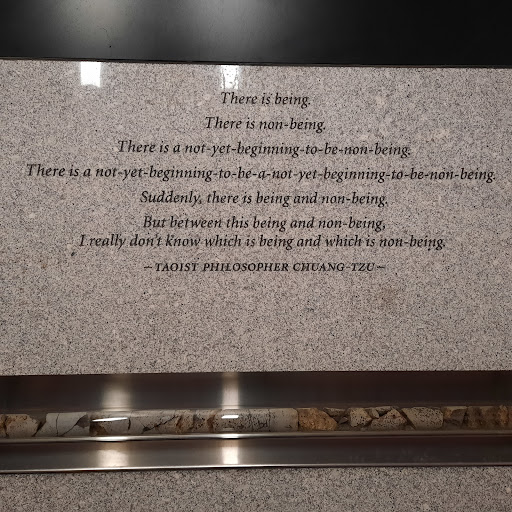 There is being.
There is non-being.
There is a not-yet-beginning-to-be-non-being.
There is a not-yet-beginning-to-be-a-not-yet-beginning-to-be-non-being.
Suddenly, there is being and non-being.
But between this being and non-being,
I really don't know which is being and which is non-being.
—TAOIST PHILOSOPHER CHUANG-TZU—